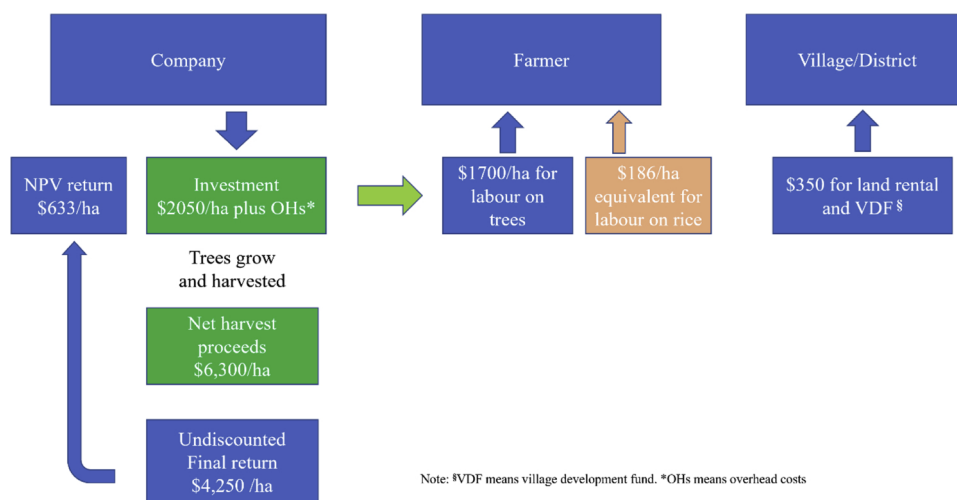 Company
Farmer
Village/District
NPV return
$633/ha
Investment
$2050/ha plus OHs*
$1700/ha for
labour on
trees
$186/ha
equivalent for
labour on rice
$350 for land rental
and VDF§
Trees grow
and harvested
Net harvest
proceeds
$6,300/ha
Undiscounted
Final return
$4,250 /ha
Note: §VDF means village development fund. *OHs means overhead costs